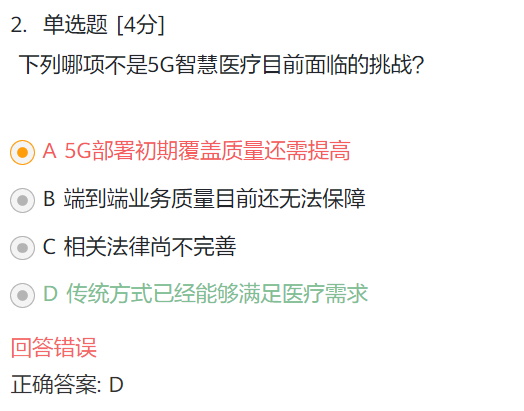 2. 单选题 [4分]
下列哪项不是5G智慧医疗目前面临的挑战?
A 5G部署初期覆盖质量还需提高
B 端到端业务质量目前还无法保障
C 相关法律尚不完善
D 传统方式已经能够满足医疗需求
回答错误
正确答案: D